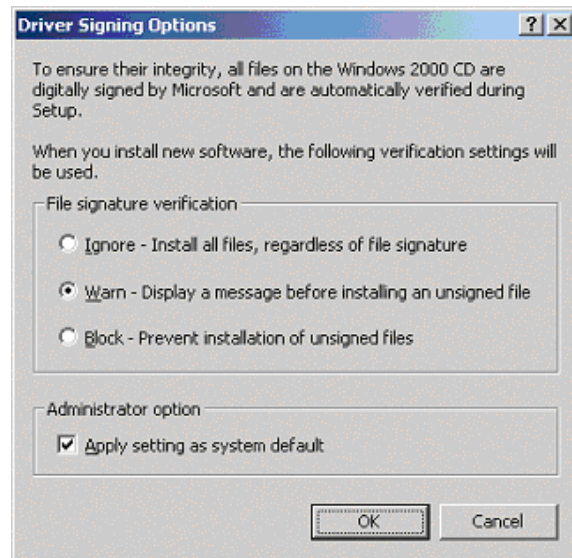 Driver Signing Options
To ensure their integrity, all files on the Windows 2000 CD are
digitally signed by Microsoft and are automatically verified during
Setup.
When you install new software, the following verification settings will
be used.
File signature verification
Ignore - Install all files, regardless of file signature
Warn - Display a message before installing an unsigned file
Block - Prevent installation of unsigned files
Administrator option
Apply setting as system default
OK Cancel